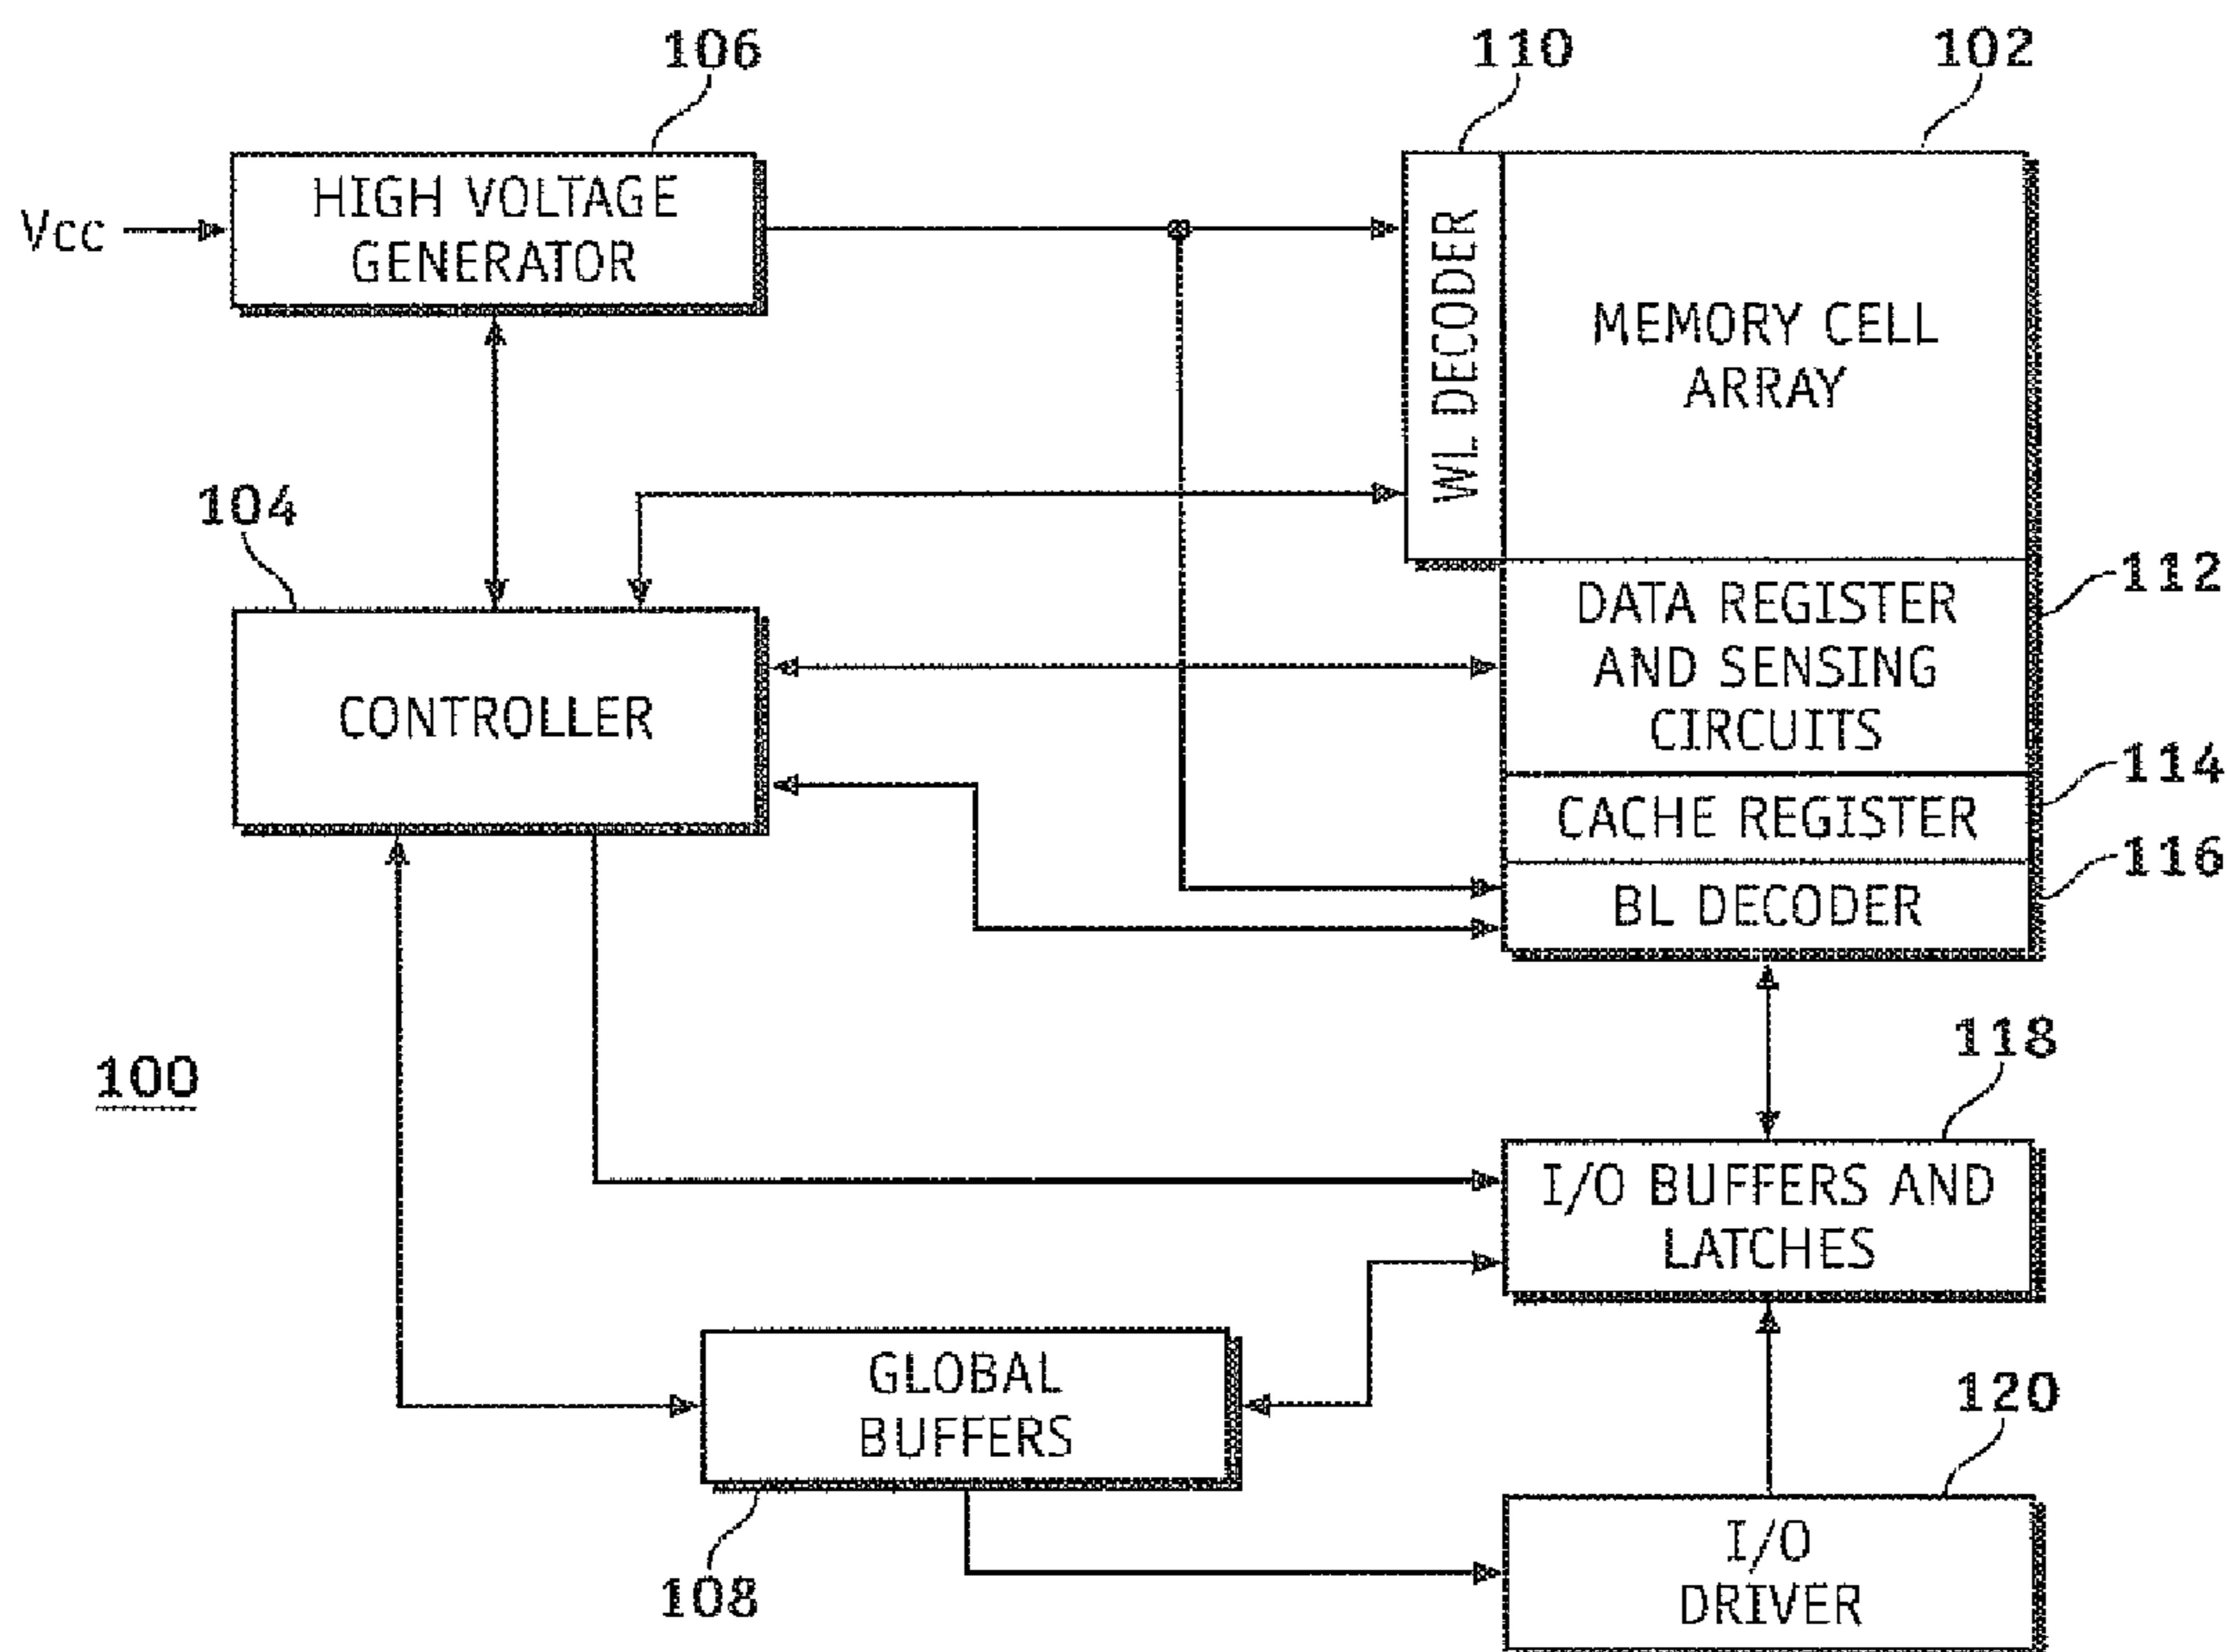 106
110
102
HIGH VOLTAGE
GENERATOR
Vcc
WL DECODER
MEMORY CELL
ARRAY
104
112
DATA REGISTER
AND SENSING
CIRCUITS
CONTROLLER
114
CACHE REGISTER
116
BL DECODER
118
100
I/O BUFFERS AND
LATCHES
GLOBAL
BUFFERS
120
108
I/O
DRIVER